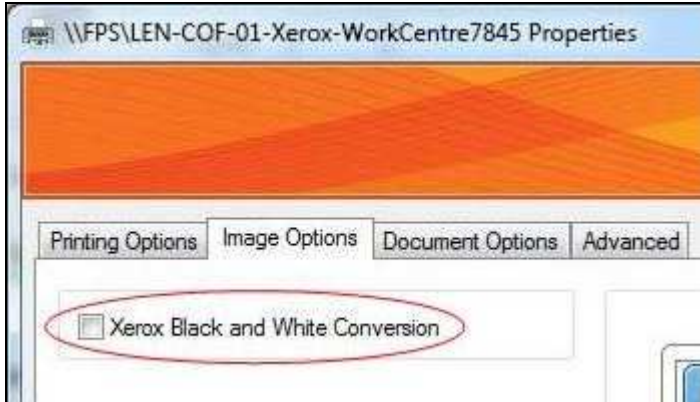 \\FPS\LEN-COF-01-Xerox-WorkCentre7845 Properties
Printing Options Image Options Document Options Advanced
Xerox Black and White Conversion